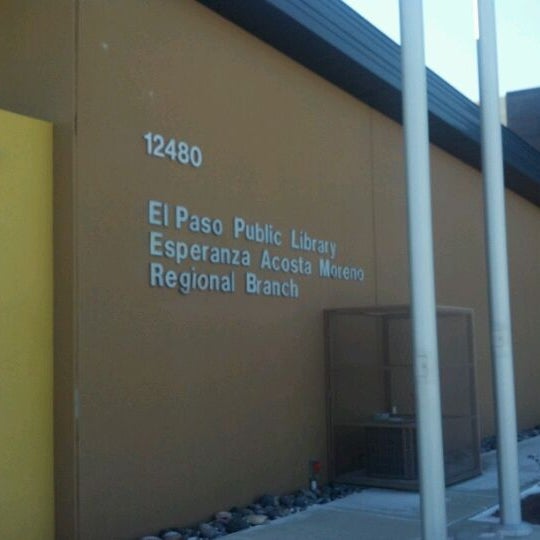 12480
El Paso Public Library
Esperanza Acosta Moreno
Regional Branch